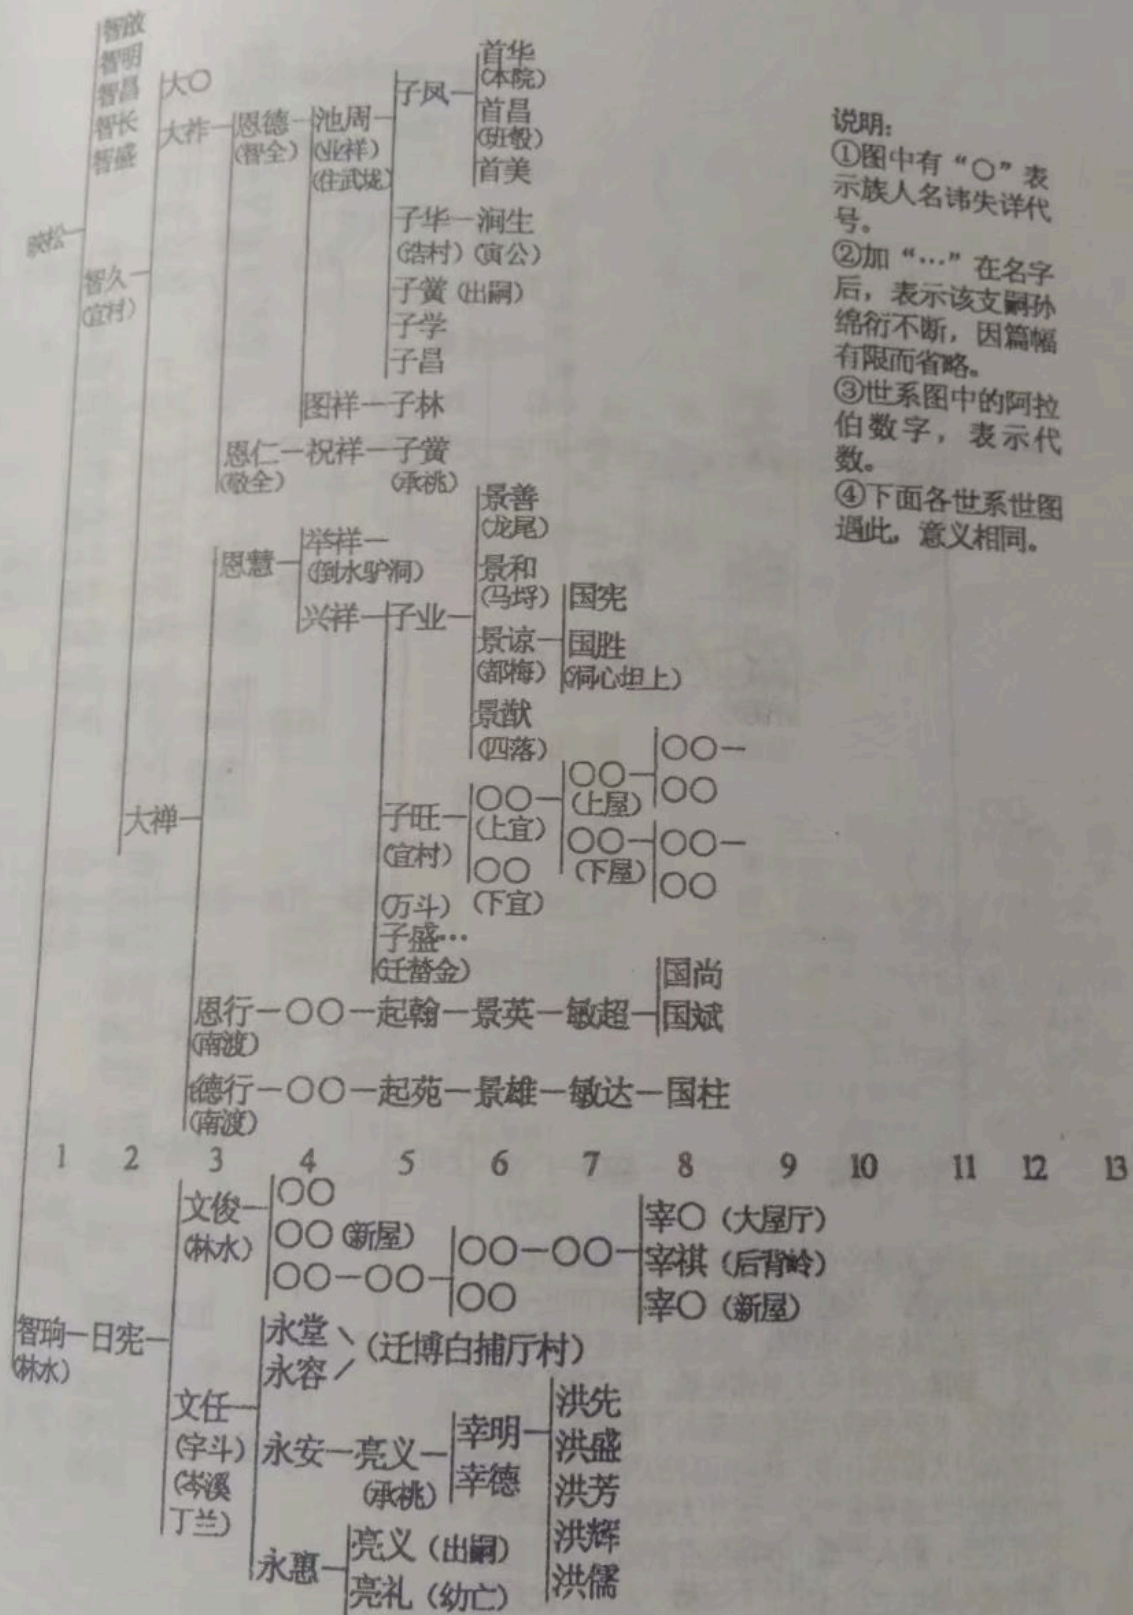 智放
智明
智昌
智长
智盛
大〇
大祚 恩德 池周 子凤 首华
(智全) (业祥) (本院)
(住武垅) 首昌
(班毂)
首美
子华 涧生
(浩村) (寅公)
子簧 (出嗣)
子学
子昌
智久
(宜村)
图祥 子林
恩仁 祝祥 子簧
(敬全) (承桃)
恩慧 举祥
(倒水驴洞)
兴祥 子业 景善
(龙尾)
景和
(马埒) 国宪
景谅 国胜
(都梅) (洞心坦上)
景猷
(四落)
大禅
子旺 〇〇 〇〇 〇〇
(宜村) (上宜) (上屋) 〇〇
〇〇 〇〇 〇〇
(下宜) (下屋) 〇〇
(万斗)
子盛…
(迁菩金)
恩行 〇〇 起翰 景英 敏超 国尚
(南渡) 国斌
德行 〇〇 起苑 景雄 敏达 国柱
(南渡)
1 2 3 4 5 6 7 8 9 10 11 12 13
文俊 〇〇
(林水) 〇〇 (新屋)
〇〇 〇〇 〇〇 〇〇 宰〇 (大屋厅)
〇〇 宰祺 (后背岭)
宰〇 (新屋)
智珦 日宪
(林水)
永堂
永容 (迁博白捕厅村)
文任
(字斗)
(岑溪
丁兰)
永安 亮义 幸明 洪先
(承桃) 幸德 洪盛
洪芳
洪辉
洪儒
永惠 亮义 (出嗣)
亮礼 (幼亡)
说明：
①图中有“〇”表
示族人名讳失详代
号。
②加“…”在名字
后，表示该支嗣孙
绵衍不断，因篇幅
有限而省略。
③世系图中的阿拉
伯数字，表示代
数。
④下面各世系世图
遇此，意义相同。